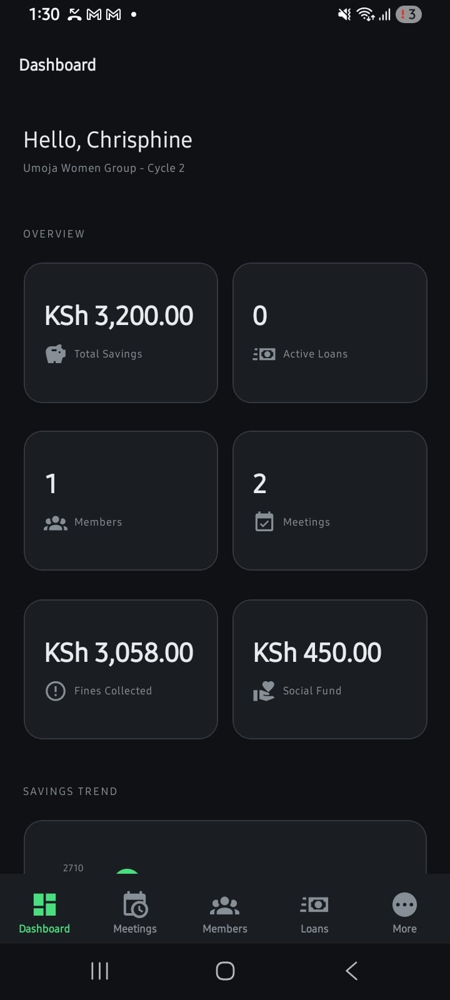 1:30
3
Dashboard
Hello, Chrisphine
Umoja Women Group - Cycle 2
OVERVIEW
KSh 3,200.00
Total Savings
0
Active Loans
1
Members
2
Meetings
KSh 3,058.00
Fines Collected
KSh 450.00
Social Fund
SAVINGS TREND
2710
Dashboard
Meetings
Members
Loans
More